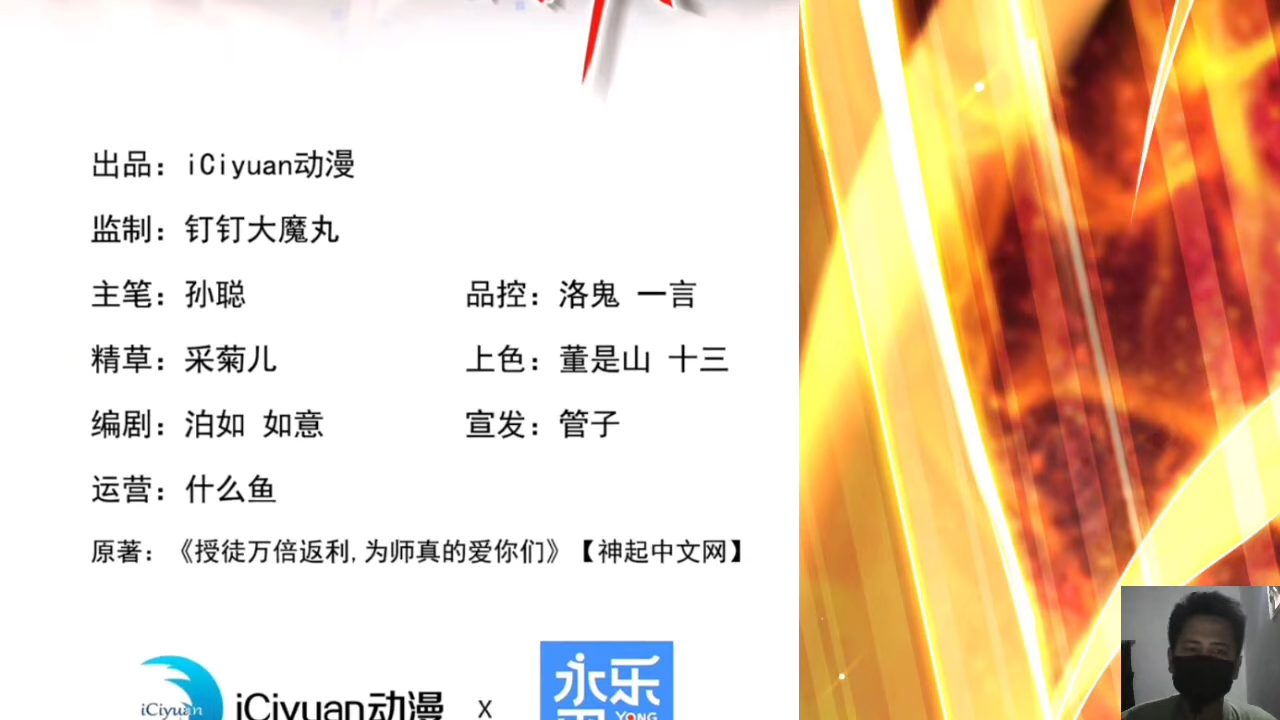 出品：iCiyuan动漫
监制：钉钉大魔丸
主笔：孙聪 品控：洛鬼 一言
精草：采菊儿 上色：董是山 十三
编剧：泊如 如意 宣发：管子
运营：什么鱼
原著：《授徒万倍返利,为师真的爱你们》【神起中文网】
iCiyuan iCiyuan动漫 x 永乐 YONG